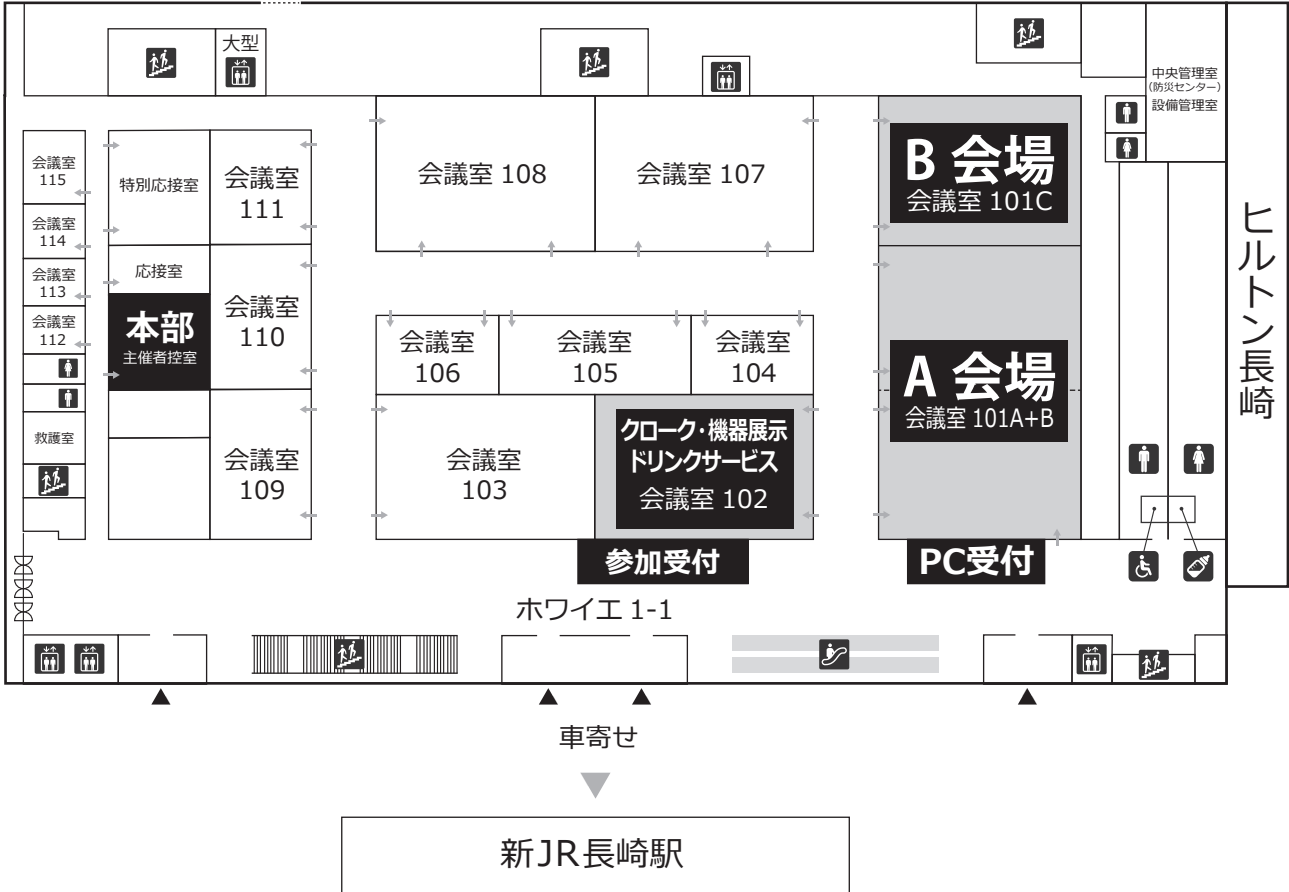 大型
中央管理室
(防災センター)
設備管理室
会議室
115
特別応接室
会議室
111
会議室 108
会議室 107
B 会場
会議室 101C
会議室
114
会議室
113
応接室
会議室
112
本部
主催者控室
会議室
110
会議室
106
会議室
105
会議室
104
A 会場
会議室 101A+B
ヒルトン長崎
救護室
会議室
109
会議室
103
クローク・機器展示
ドリンクサービス
会議室 102
参加受付
PC受付
ホワイエ 1-1
車寄せ
新JR長崎駅